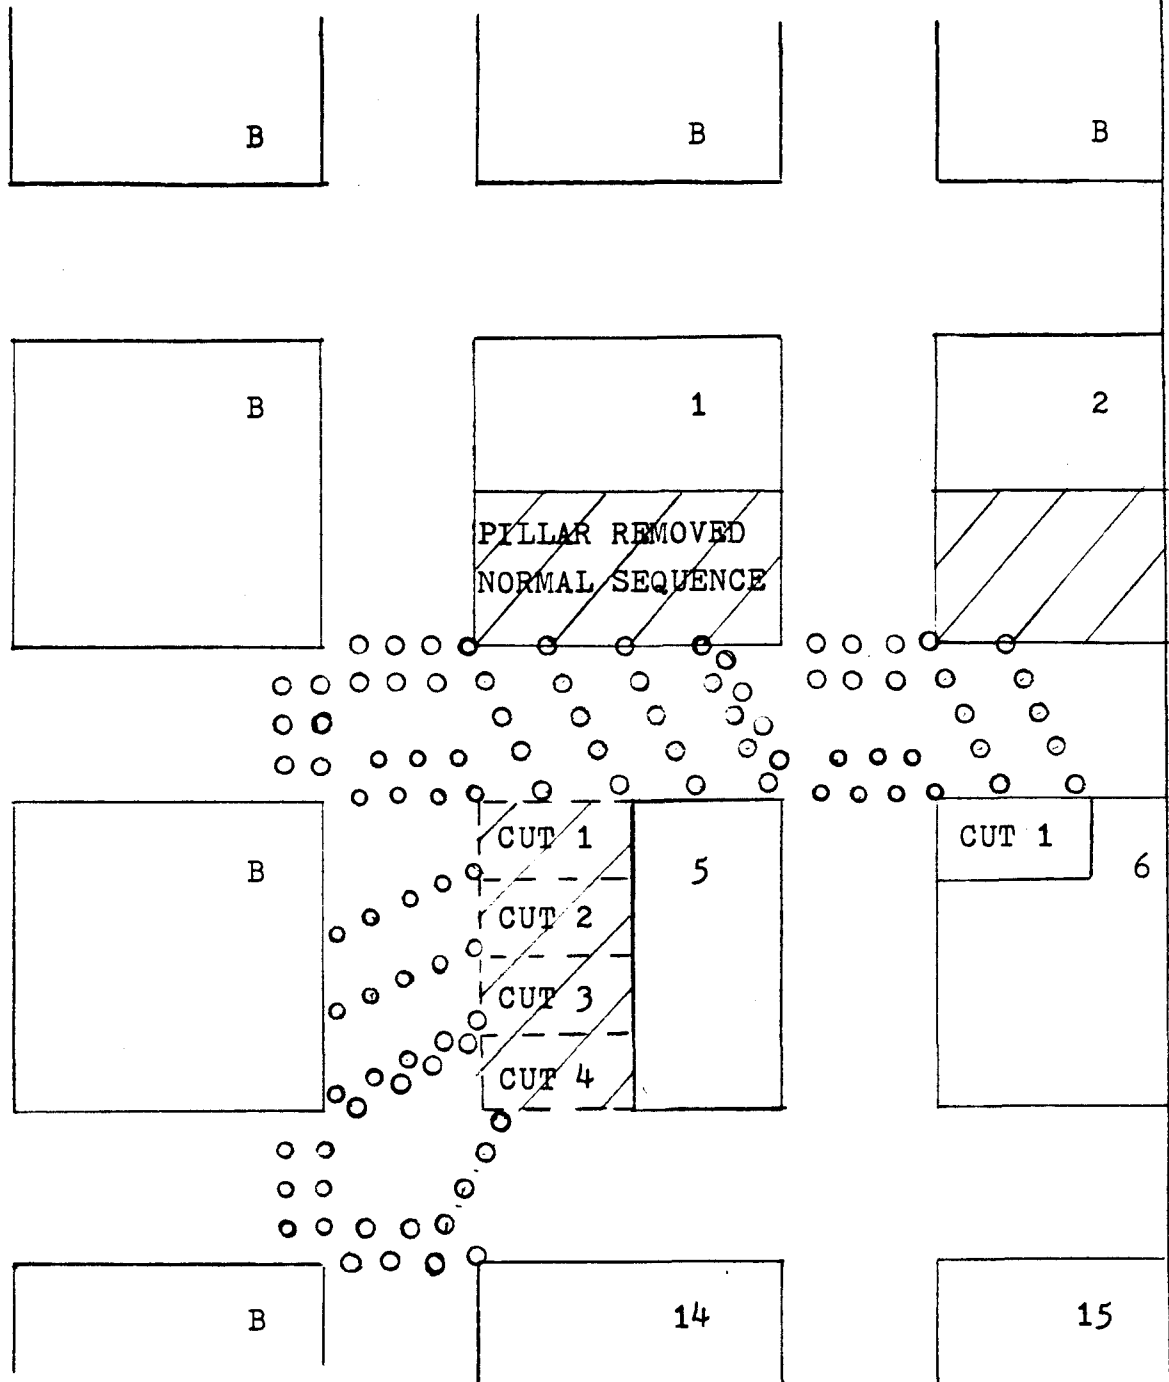 B B B
B 1 2
PILLAR REMOVED
NORMAL SEQUENCE
CUT 1 CUT 1
B 5 6
CUT 2
CUT 3
CUT 4
B 14 15